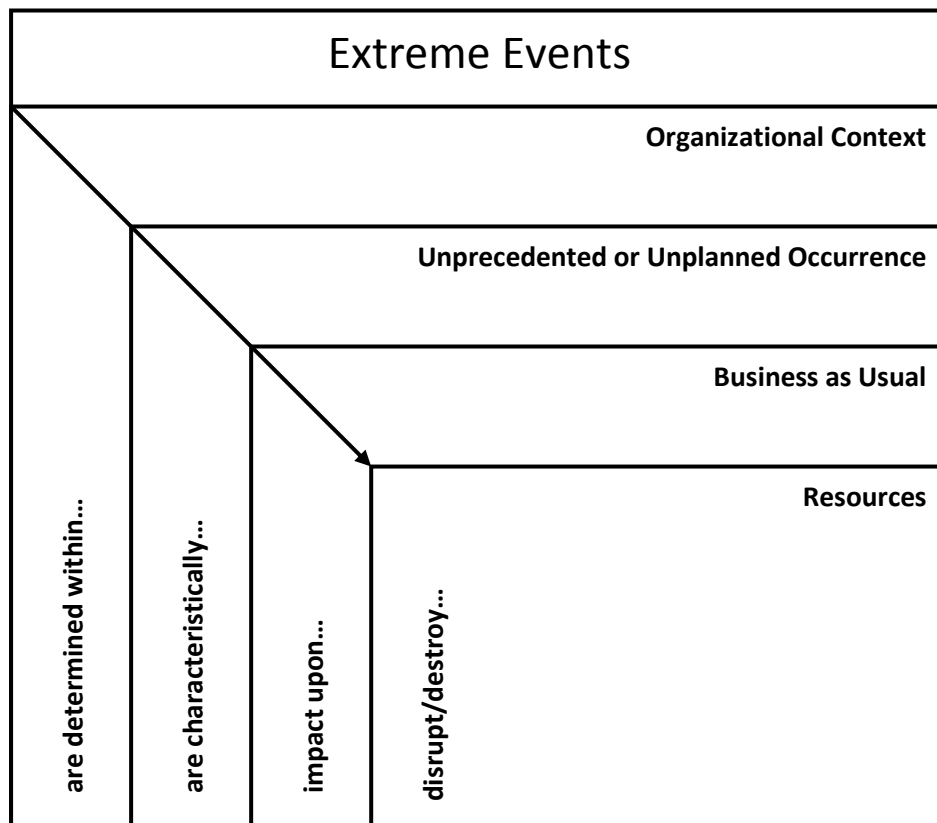 Extreme Events
Organizational Context
Unprecedented or Unplanned Occurrence
Business as Usual
Resources
are determined within…
are characteristically…
impact upon…
disrupt/destroy…